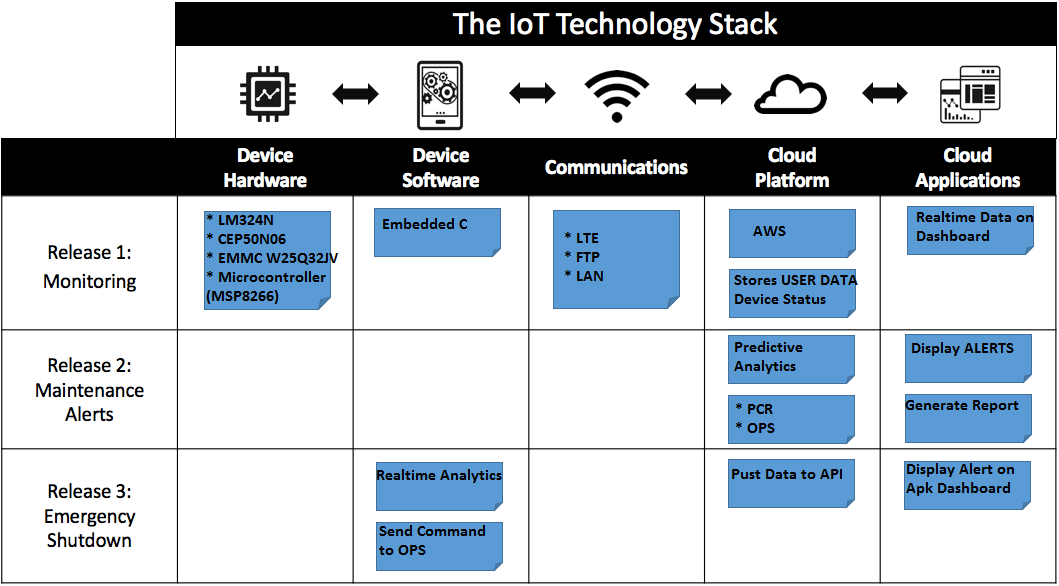 The IoT Technology Stack
Device
Hardware
Device
Software
Communications
Cloud
Platform
Cloud
Applications
Release 1:
Monitoring
* LM324N
* CEP50N06
* EMMC W25Q32JV
* Microcontroller
(MSP8266)
Embedded C
* LTE
* FTP
* LAN
AWS
Stores USER DATA
Device Status
Realtime Data on
Dashboard
Release 2:
Maintenance
Alerts
Predictive
Analytics
* PCR
* OPS
Display ALERTS
Generate Report
Release 3:
Emergency
Shutdown
Realtime Analytics
Send Command
to OPS
Pust Data to API
Display Alert on
Apk Dashboard